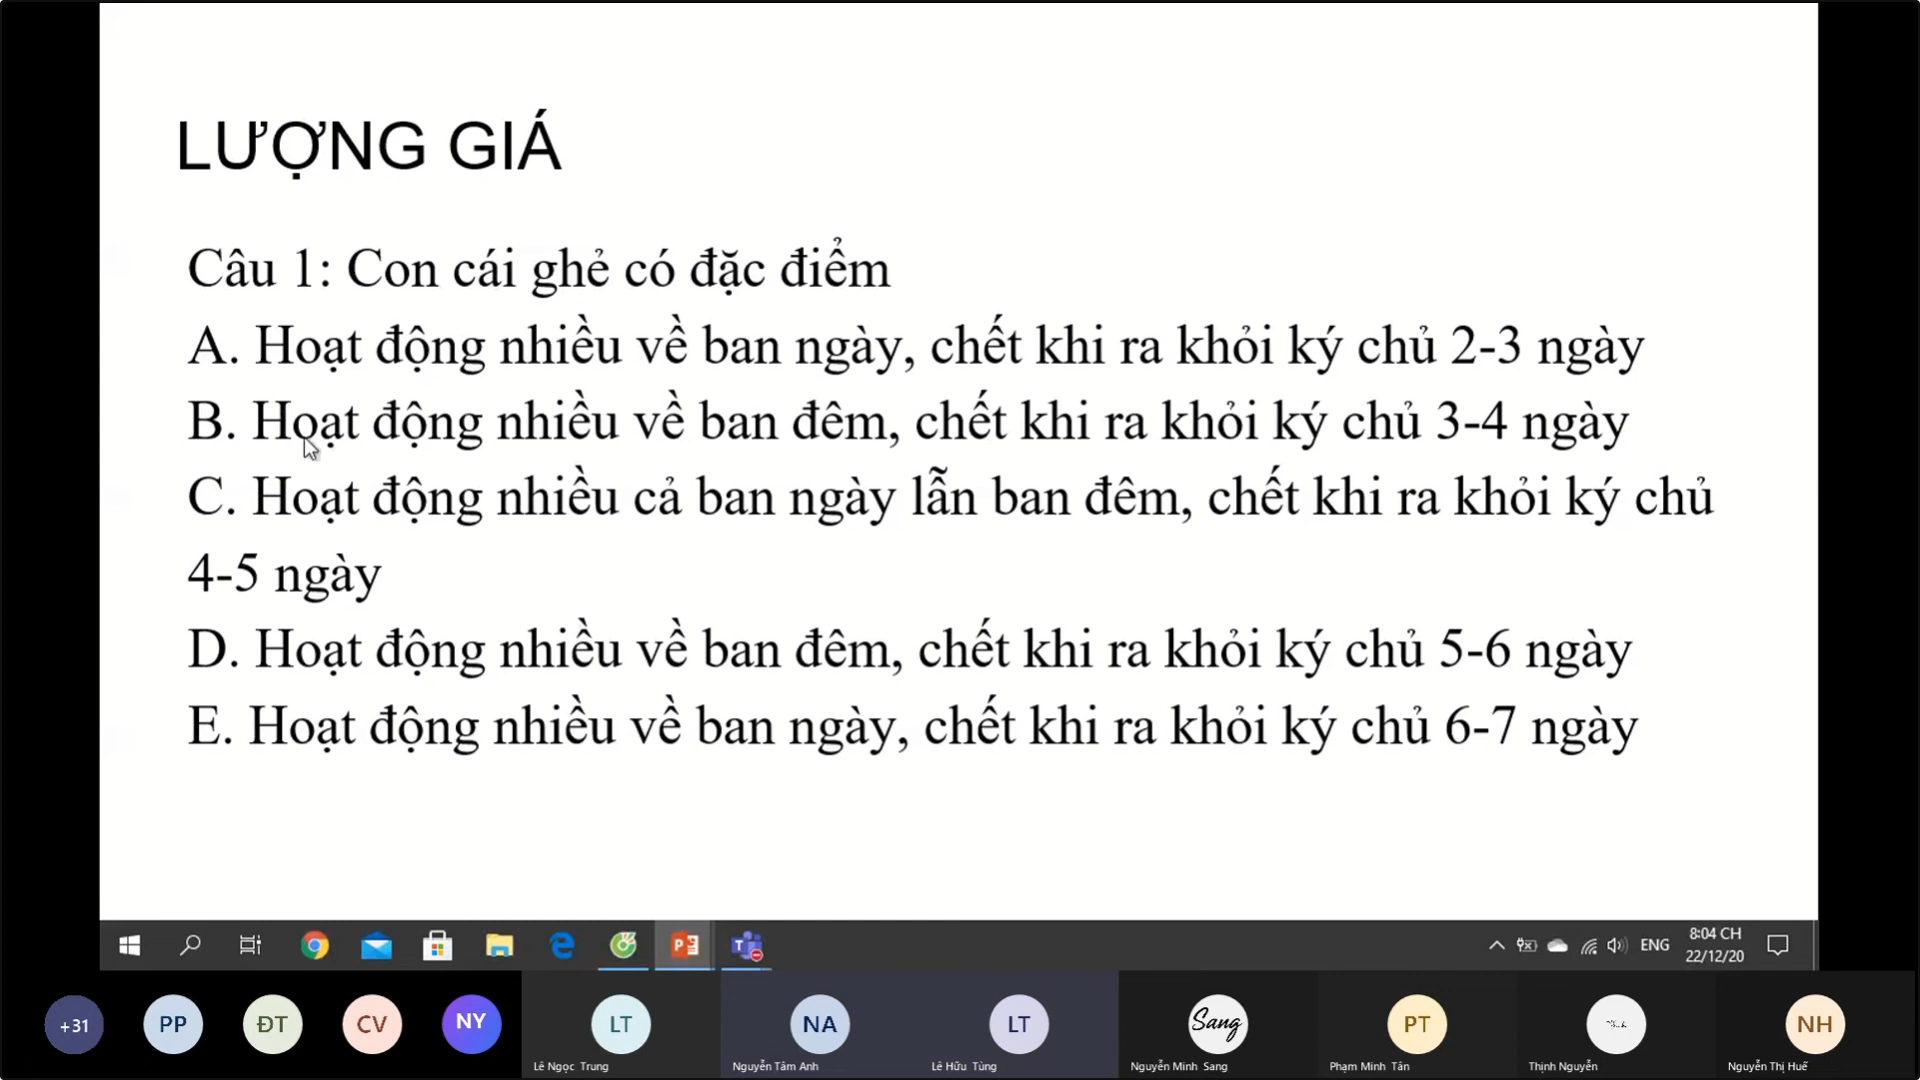 LƯỢNG GIÁ
Câu 1: Con cái ghẻ có đặc điểm
A. Hoạt động nhiều về ban ngày, chết khi ra khỏi ký chủ 2-3 ngày
B. Hoạt động nhiều về ban đêm, chết khi ra khỏi ký chủ 3-4 ngày
C. Hoạt động nhiều cả ban ngày lẫn ban đêm, chết khi ra khỏi ký chủ
4-5 ngày
D. Hoạt động nhiều về ban đêm, chết khi ra khỏi ký chủ 5-6 ngày
E. Hoạt động nhiều về ban ngày, chết khi ra khỏi ký chủ 6-7 ngày
ENG
8:04 CH
22/12/20
+31
PP
ĐT
CV
NY
LT
NA
LT
Sang
PT
NH
Lê Ngọc Trung
Nguyễn Tâm Anh
Lê Hữu Tùng
Nguyễn Minh Sang
Phạm Minh Tân
Thịnh Nguyễn
Nguyễn Thị Huế